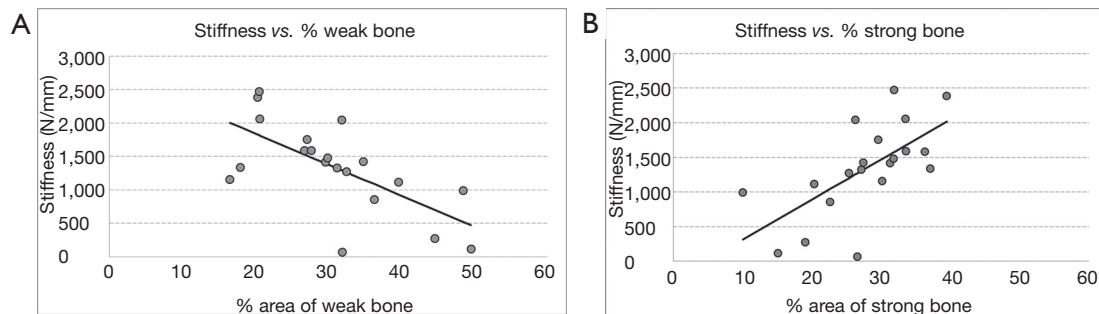 A
Stiffness vs. % weak bone
Stiffness (N/mm)
3,000
2,500
2,000
1,500
1,000
500
0
0 10 20 30 40 50 60
% area of weak bone
B
Stiffness vs. % strong bone
Stiffness (N/mm)
3,000
2,500
2,000
1,500
1,000
500
0
0 10 20 30 40 50 60
% area of strong bone